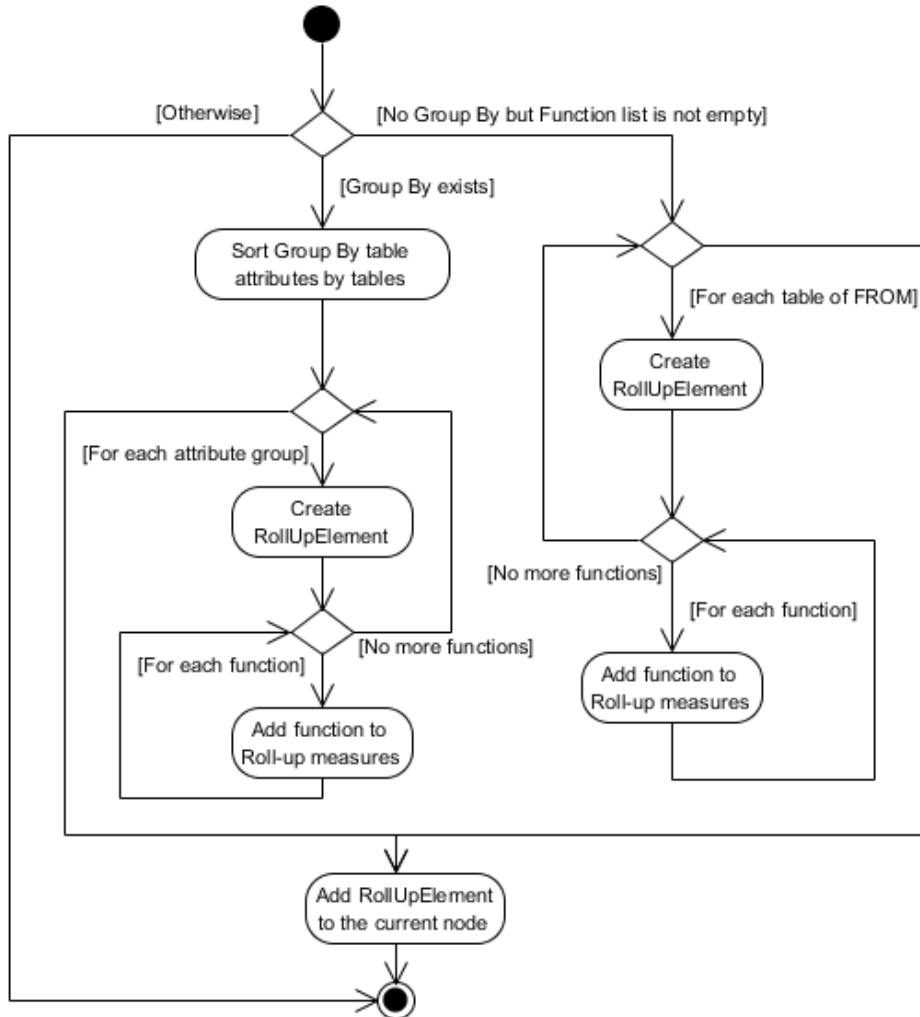 [Otherwise]
[No Group By but Function list is not empty]
[Group By exists]
Sort Group By table
attributes by tables
[For each table of FROM]
Create
RollUpElement
[For each attribute group]
Create
RollUpElement
[No more functions]
[For each function]
[For each function]
[No more functions]
Add function to
Roll-up measures
Add function to
Roll-up measures
Add RollUpElement
to the current node